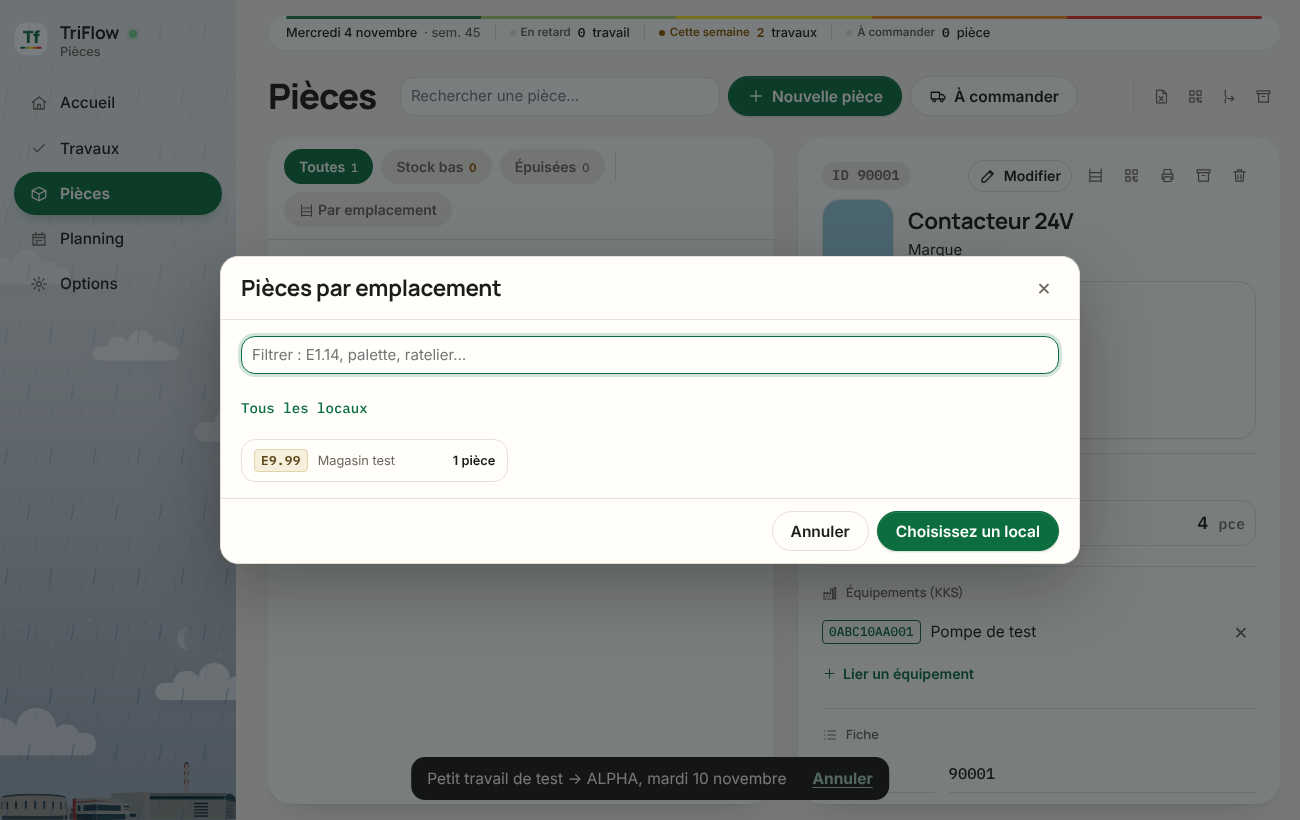 Tf
TriFlow
Pièces
Accueil
Travaux
Pièces
Planning
Options
Mercredi 4 novembre · sem. 45 En retard 0 travail Cette semaine 2 travaux À commander 0 pièce
Pièces
Rechercher une pièce...
+ Nouvelle pièce
À commander
Toutes 1 Stock bas 0 Épuisées 0
Par emplacement
ID 90001
Modifier
Contacteur 24V
Marque
Pièces par emplacement
Filtrer : E1.14, palette, ratelier...
Tous les locaux
E9.99 Magasin test 1 pièce
Annuler Choisissez un local
4 pce
Équipements (KKS)
0ABC10AA001 Pompe de test
+ Lier un équipement
Fiche
90001
Petit travail de test → ALPHA, mardi 10 novembre Annuler